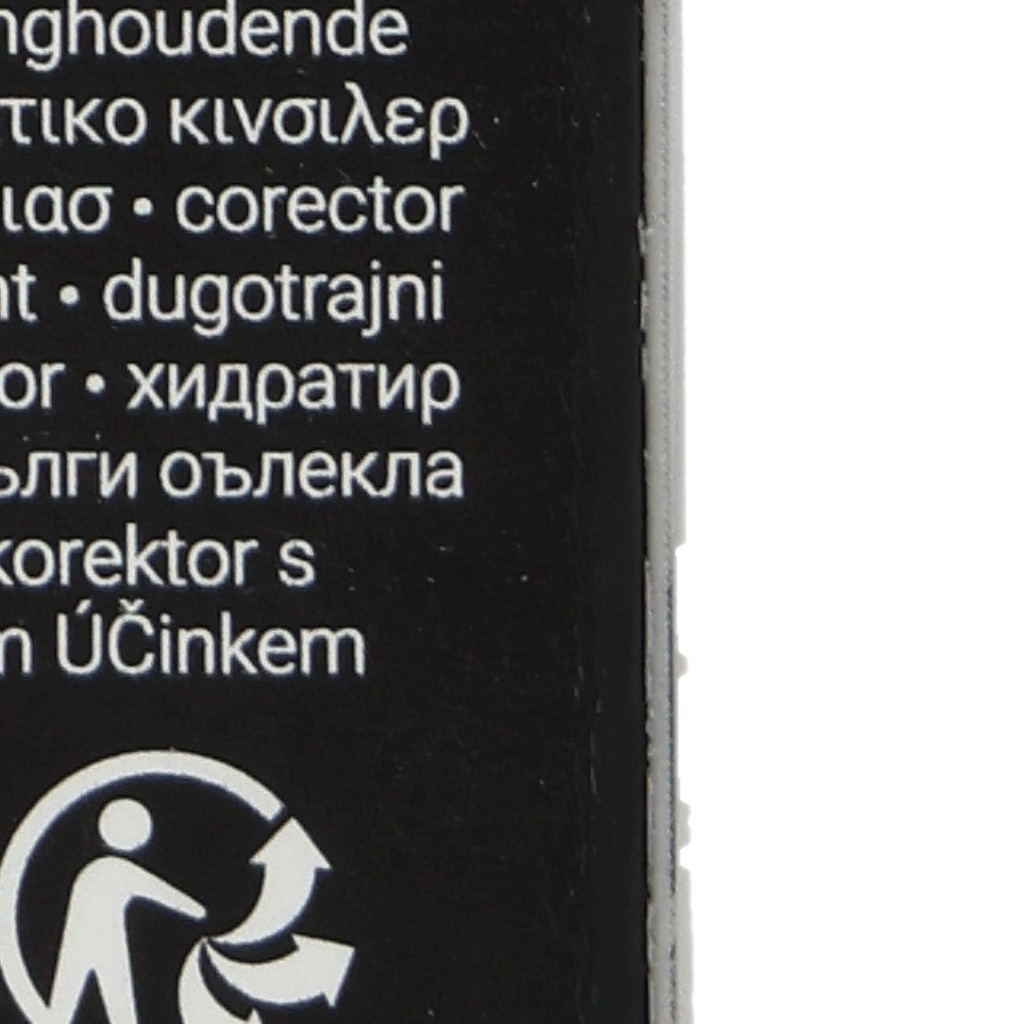 nghoudende
τικο κινσιλερ
ιασ • corector
nt • dugotrajni
or • хидратир
ълги оълекла
korektor s
m ÚČinkem